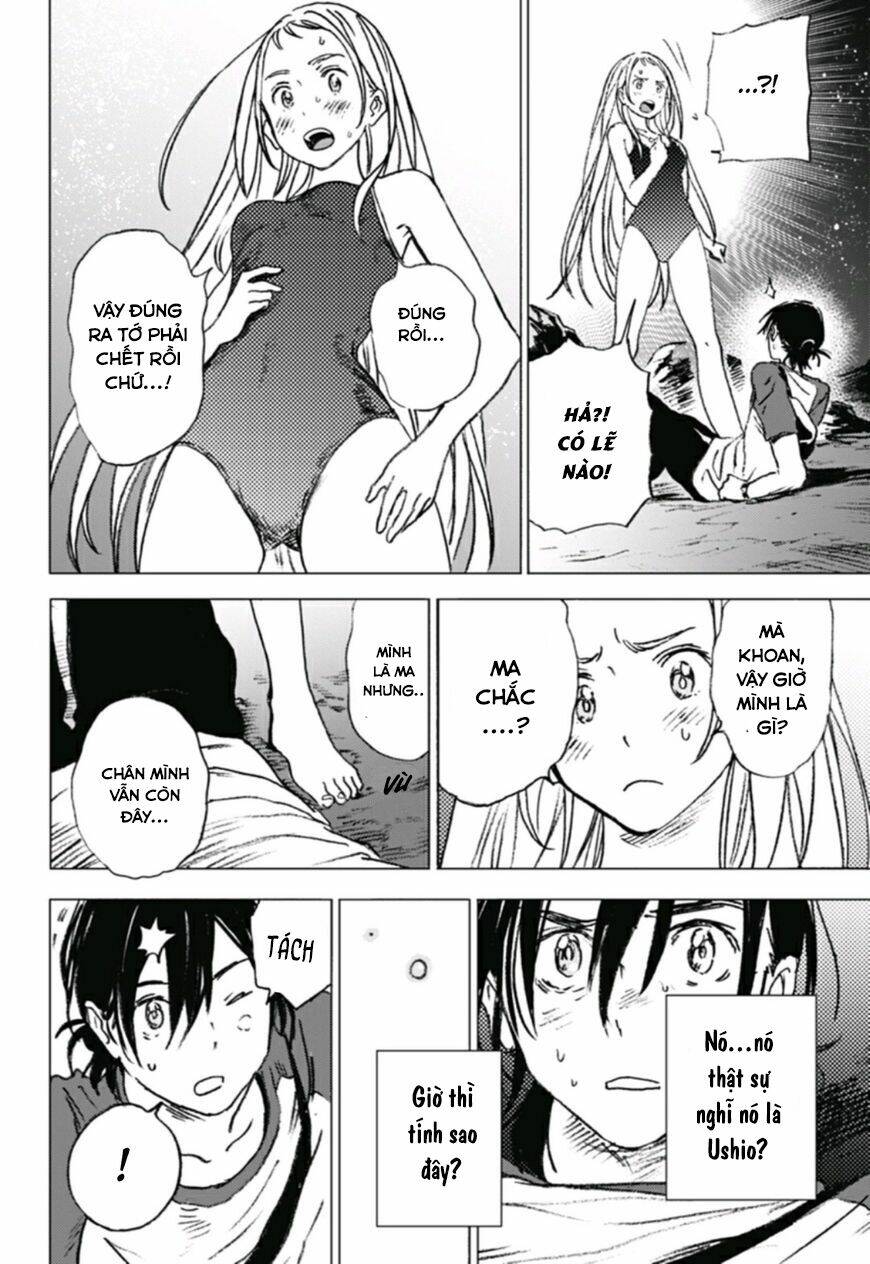 ...?!
HẢ?!
CÓ LẼ
NÀO!
ĐÚNG
RỒI...
VẬY ĐÚNG
RA TỚ PHẢI
CHẾT RỒI
CHỨ...!
MÀ
KHOAN,
VẬY GIỜ
MÌNH LÀ
GÌ?
MA
CHẮC
....?
MÌNH
LÀ MA
NHƯNG..
VÙ
CHÂN MÌNH
VẪN CÒN
ĐÂY...
Nó...nó
thật sự
nghĩ nó là
Ushio?
Giờ thì
tính sao
đây?
TÁCH
!